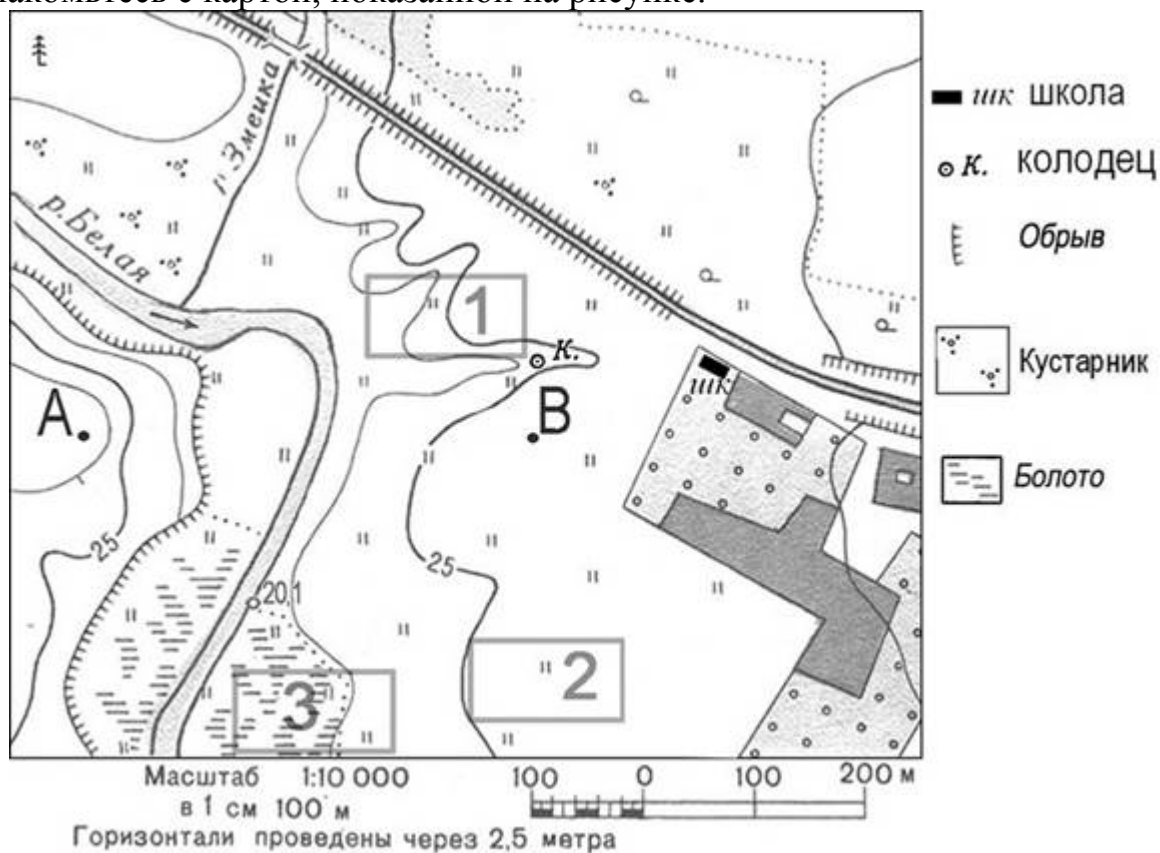 накомьтесь с картой, показанной на рисунке.
р. Змейка
р. Белая
1
К.
шк
А.
В
25
25
20,1
2
3
шк школа
К. колодец
Обрыв
Кустарник
Болото
Масштаб 1:10 000
в 1 см 100 м
100 0 100 200 м
Горизонтали проведены через 2,5 метра